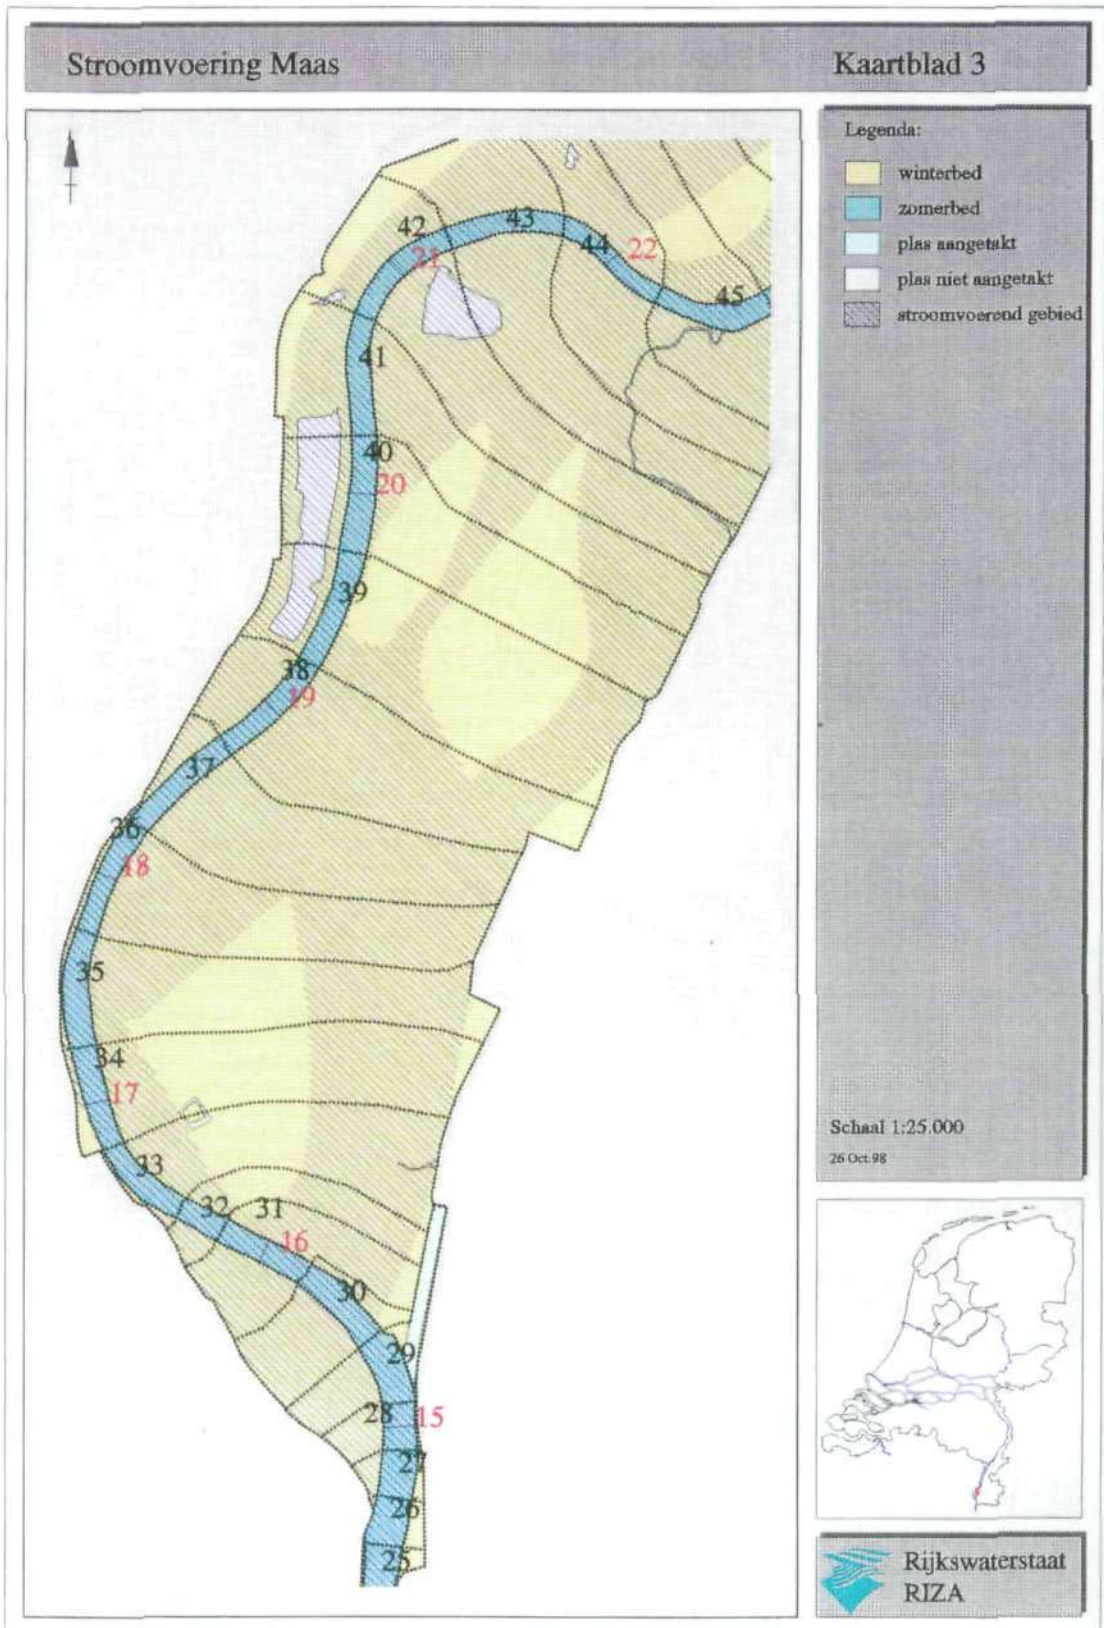 Stroomvoering Maas
Kaartblad 3
Legenda:
winterbed
zomerbed
plas aangetakt
plas niet aangetakt
stroomvoerend gebied
42
43
44
22
21
45
41
40
20
39
38
19
37
36
18
35
34
17
33
32
31
16
30
29
28
15
27
26
25
Schaal 1:25.000
26 Oct 98
Rijkswaterstaat
RIZA